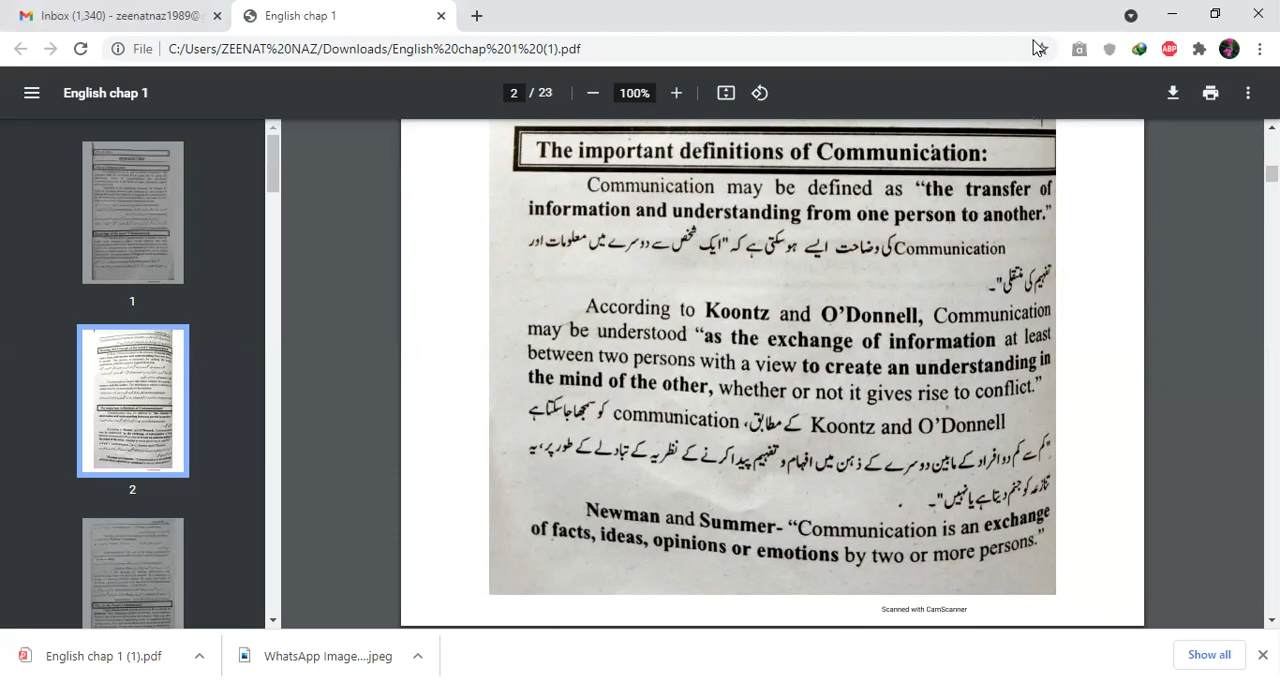 Inbox (1,340) - zeenatnaz1989@
English chap 1
File
C:/Users/ZEENAT%20NAZ/Downloads/English%20chap%201%20(1).pdf
ABP
English chap 1
2 / 23
100%
1
2
The important definitions of Communication:
Communication may be defined as “the transfer of
information and understanding from one person to another.”
Communication کی وضاحت ایسے ہوسکتی ہے کہ "ایک شخص سے دوسرے میں معلومات اور
تفہیم کی منتقلی"۔
According to Koontz and O’Donnell, Communication
may be understood “as the exchange of information at least
between two persons with a view to create an understanding in
the mind of the other, whether or not it gives rise to conflict.”
Koontz and O’Donnell کے مطابق، communication کو سمجھا جاسکتا ہے
"کم سے کم دو افراد کے مابین دوسرے کے ذہن میں افہام و تفہیم پیدا کرنے کے نظریہ کے تبادلے کے طور پر، یہ
تنازعہ کو جنم دیتا ہے یا نہیں"۔
Newman and Summer- “Communication is an exchange
of facts, ideas, opinions or emotions by two or more persons.”
Scanned with CamScanner
English chap 1 (1).pdf
WhatsApp Image....jpeg
Show all